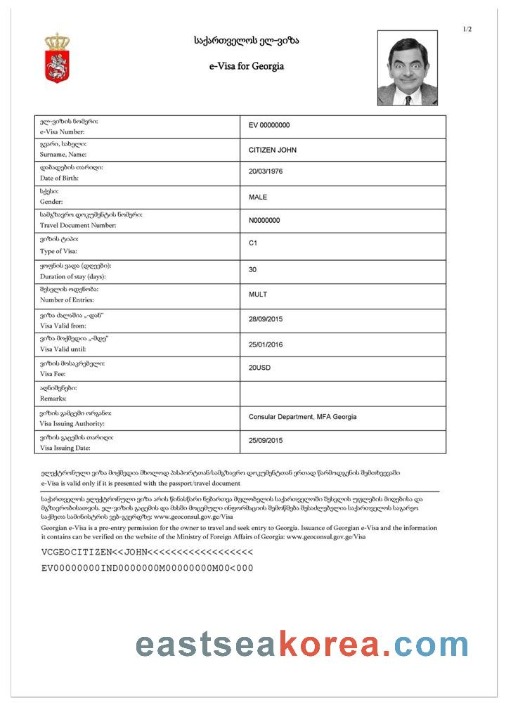 1/2
საქართველოს ელ-ვიზა
e-Visa for Georgia
ელ-ვიზის ნომერი:
e-Visa Number:
EV 00000000
გვარი, სახელი:
Surname, Name:
CITIZEN JOHN
დაბადების თარიღი:
Date of Birth:
20/03/1976
სქესი:
Gender:
MALE
სამგზავრო დოკუმენტის ნომერი:
Travel Document Number:
N0000000
ვიზის ტიპი:
Type of Visa:
C1
ყოფნის ვადა (დღეები):
Duration of stay (days):
30
შესვლის ოდენობა:
Number of Entries:
MULT
ვიზა ძალაშია „-დან"
Visa Valid from:
28/09/2015
ვიზა მოქმედია „-მდე"
Visa Valid until:
25/01/2016
ვიზის მოსაკრებელი:
Visa Fee:
20USD
აღნიშვნები:
Remarks:
ვიზის გამცემი ორგანო:
Visa Issuing Authority:
Consular Department, MFA Georgia
ვიზის გაცემის თარიღი:
Visa Issuing Date:
25/09/2015
ელექტრონული ვიზა მოქმედია მხოლოდ პასპორტთან/სამგზავრო დოკუმენტთან ერთად წარმოდგენის შემთხვევაში
e-Visa is valid only if it is presented with the passport/travel document
საქართველოს ელექტრონული ვიზა არის წინასწარი ნებართვა მფლობელის საქართველოში შესვლის უფლების მიღებისა და
მგზავრობისათვის. ელ-ვიზის გაცემის და მასში მოცემული ინფორმაციის შემოწმება შესაძლებელია საქართველოს საგარეო
საქმეთა სამინისტროს ვებ-გვერდზე: www.geoconsul.gov.ge/Visa
Georgian e-Visa is a pre-entry permission of the owner to travel and seek entry to Georgia. Issuance of Georgian e-Visa and the information
it contains can be verified on the website of the Ministry of Foreign Affairs of Georgia: www.geoconsul.gov.ge/Visa
VCGEOCITIZEN<<JOHN<<<<<<<<<<<<<<<<<<
EV00000000IND0000000M00000000M00<000
eastseakorea.com